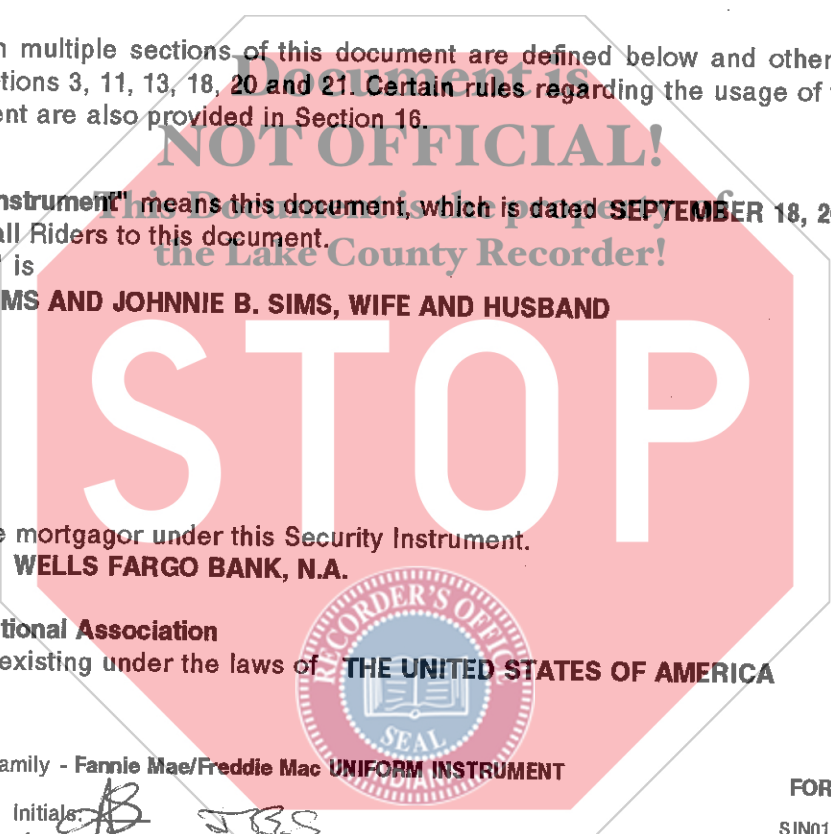 n multiple sections of this document are defined below and other
tions 3, 11, 13, 18, 20 and 21. Certain rules regarding the usage of
ent are also provided in Section 16.
Document is
NOT OFFICIAL!
This Document is the property of
the Lake County Recorder!
nstrument" means this document, which is dated SEPTEMBER 18, 2
all Riders to this document.
is
MS AND JOHNNIE B. SIMS, WIFE AND HUSBAND
STOP
e mortgagor under this Security Instrument.
WELLS FARGO BANK, N.A.
tional Association
existing under the laws of THE UNITED STATES OF AMERICA
RECORDER'S OFFICE
SEAL
INDIANA
amily - Fannie Mae/Freddie Mac UNIFORM INSTRUMENT
FOR
Initials:
JBS
SIN01